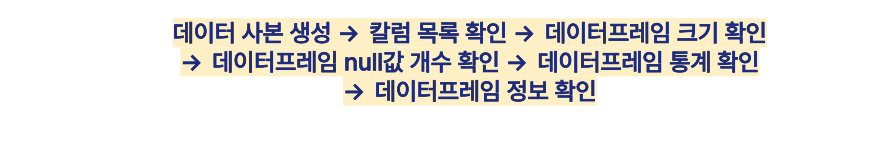 데이터 사본 생성 → 칼럼 목록 확인 → 데이터프레임 크기 확인
→ 데이터프레임 null값 개수 확인 → 데이터프레임 통계 확인
→ 데이터프레임 정보 확인